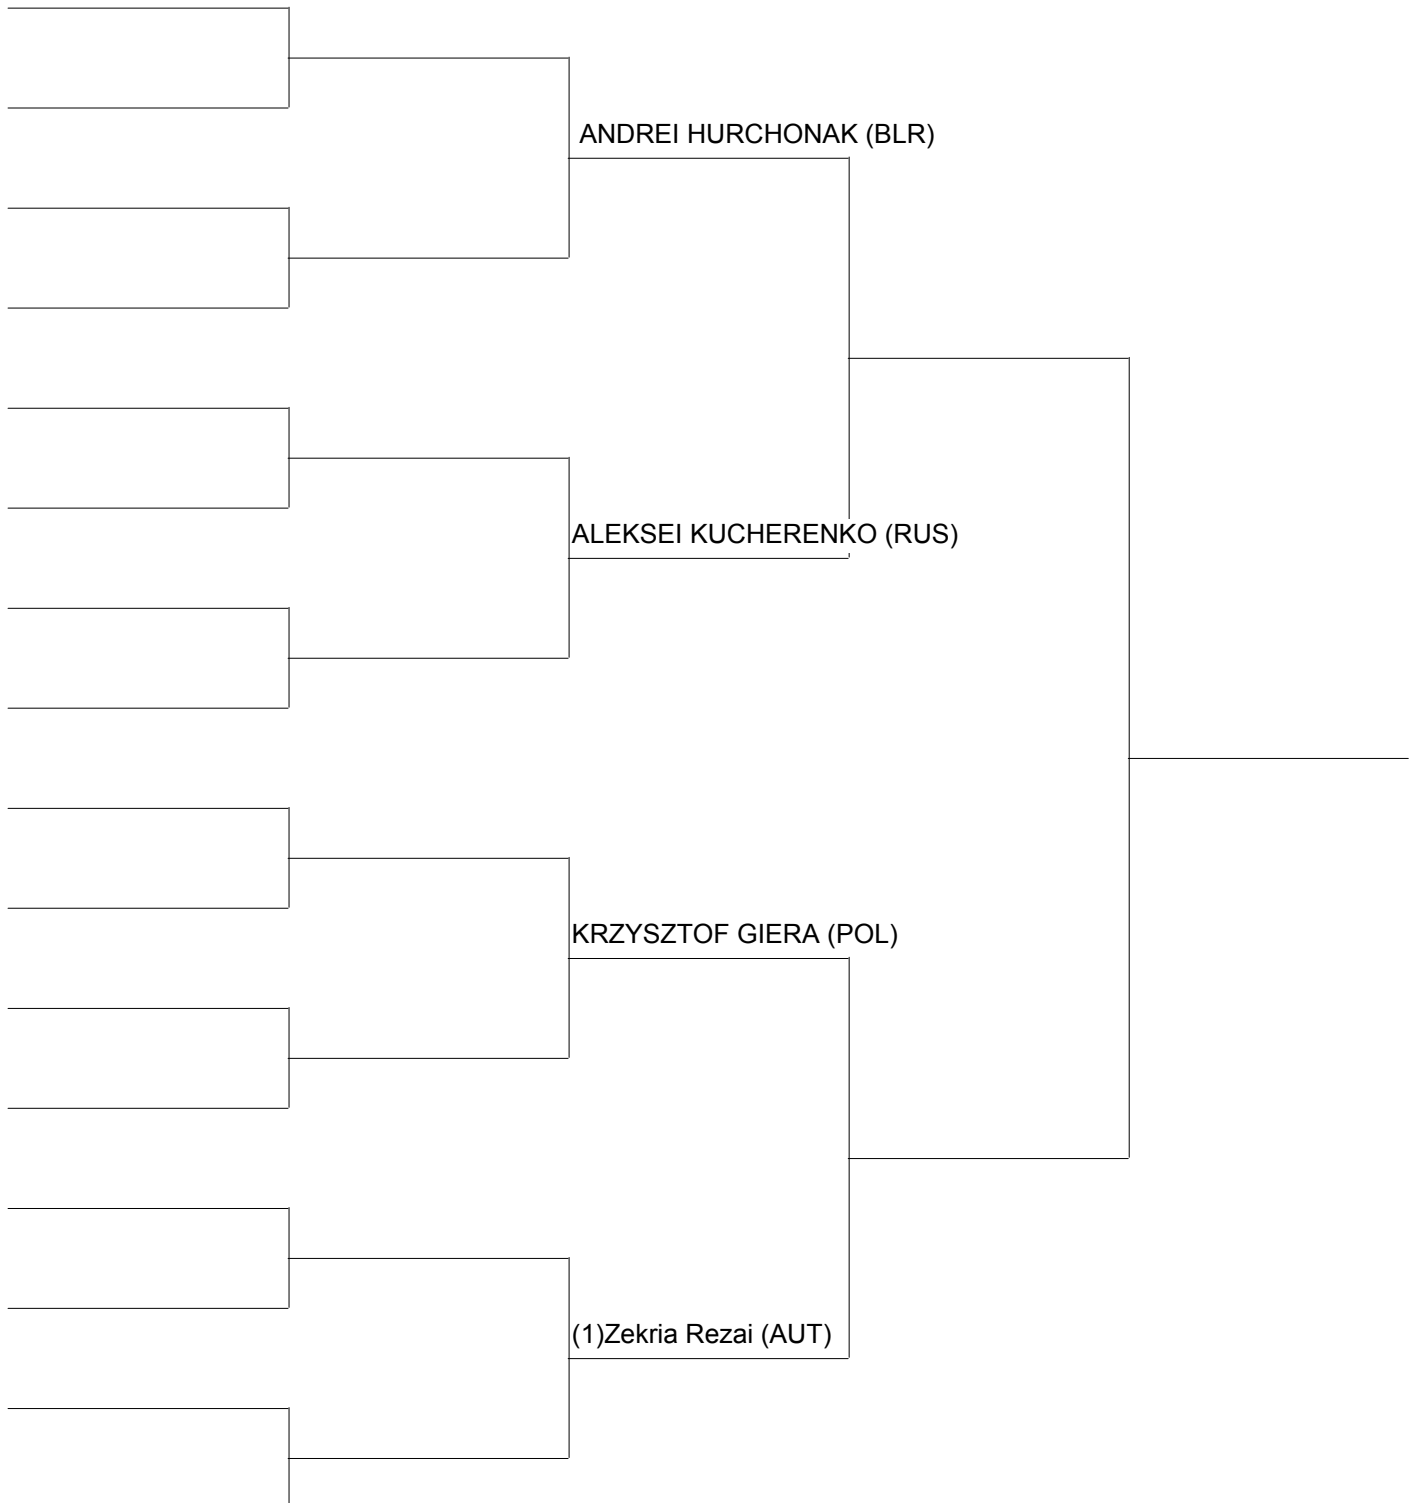 ANDREI HURCHONAK (BLR)
ALEKSEI KUCHERENKO (RUS)
KRZYSZTOF GIERA (POL)
(1)Zekria Rezai (AUT)